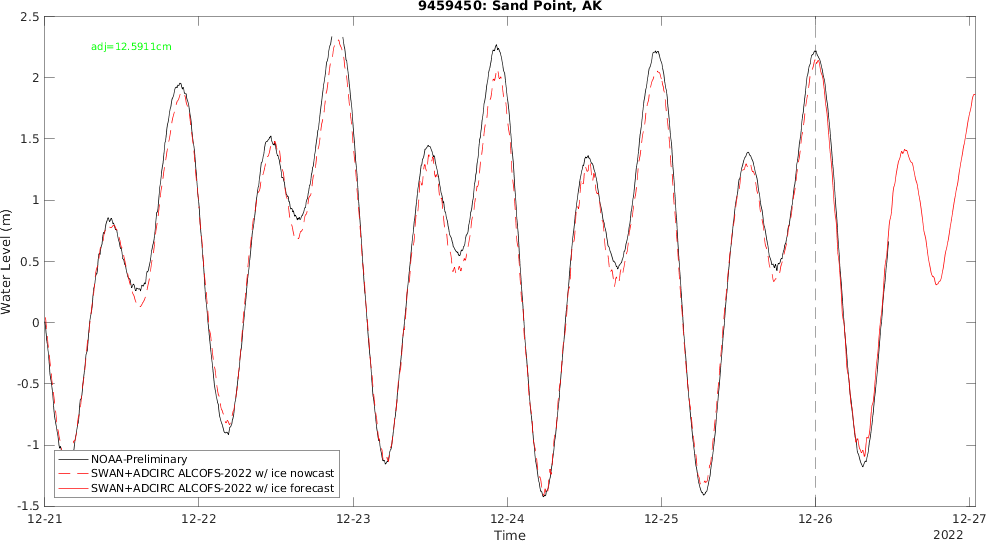 9459450: Sand Point, AK
adj=12.5911cm
2.5
2
1.5
1
0.5
0
-0.5
-1
-1.5
Water Level (m)
NOAA-Preliminary
SWAN+ADCIRC ALCOFS-2022 w/ ice nowcast
SWAN+ADCIRC ALCOFS-2022 w/ ice forecast
12-21 12-22 12-23 12-24 12-25 12-26 12-27
Time
2022